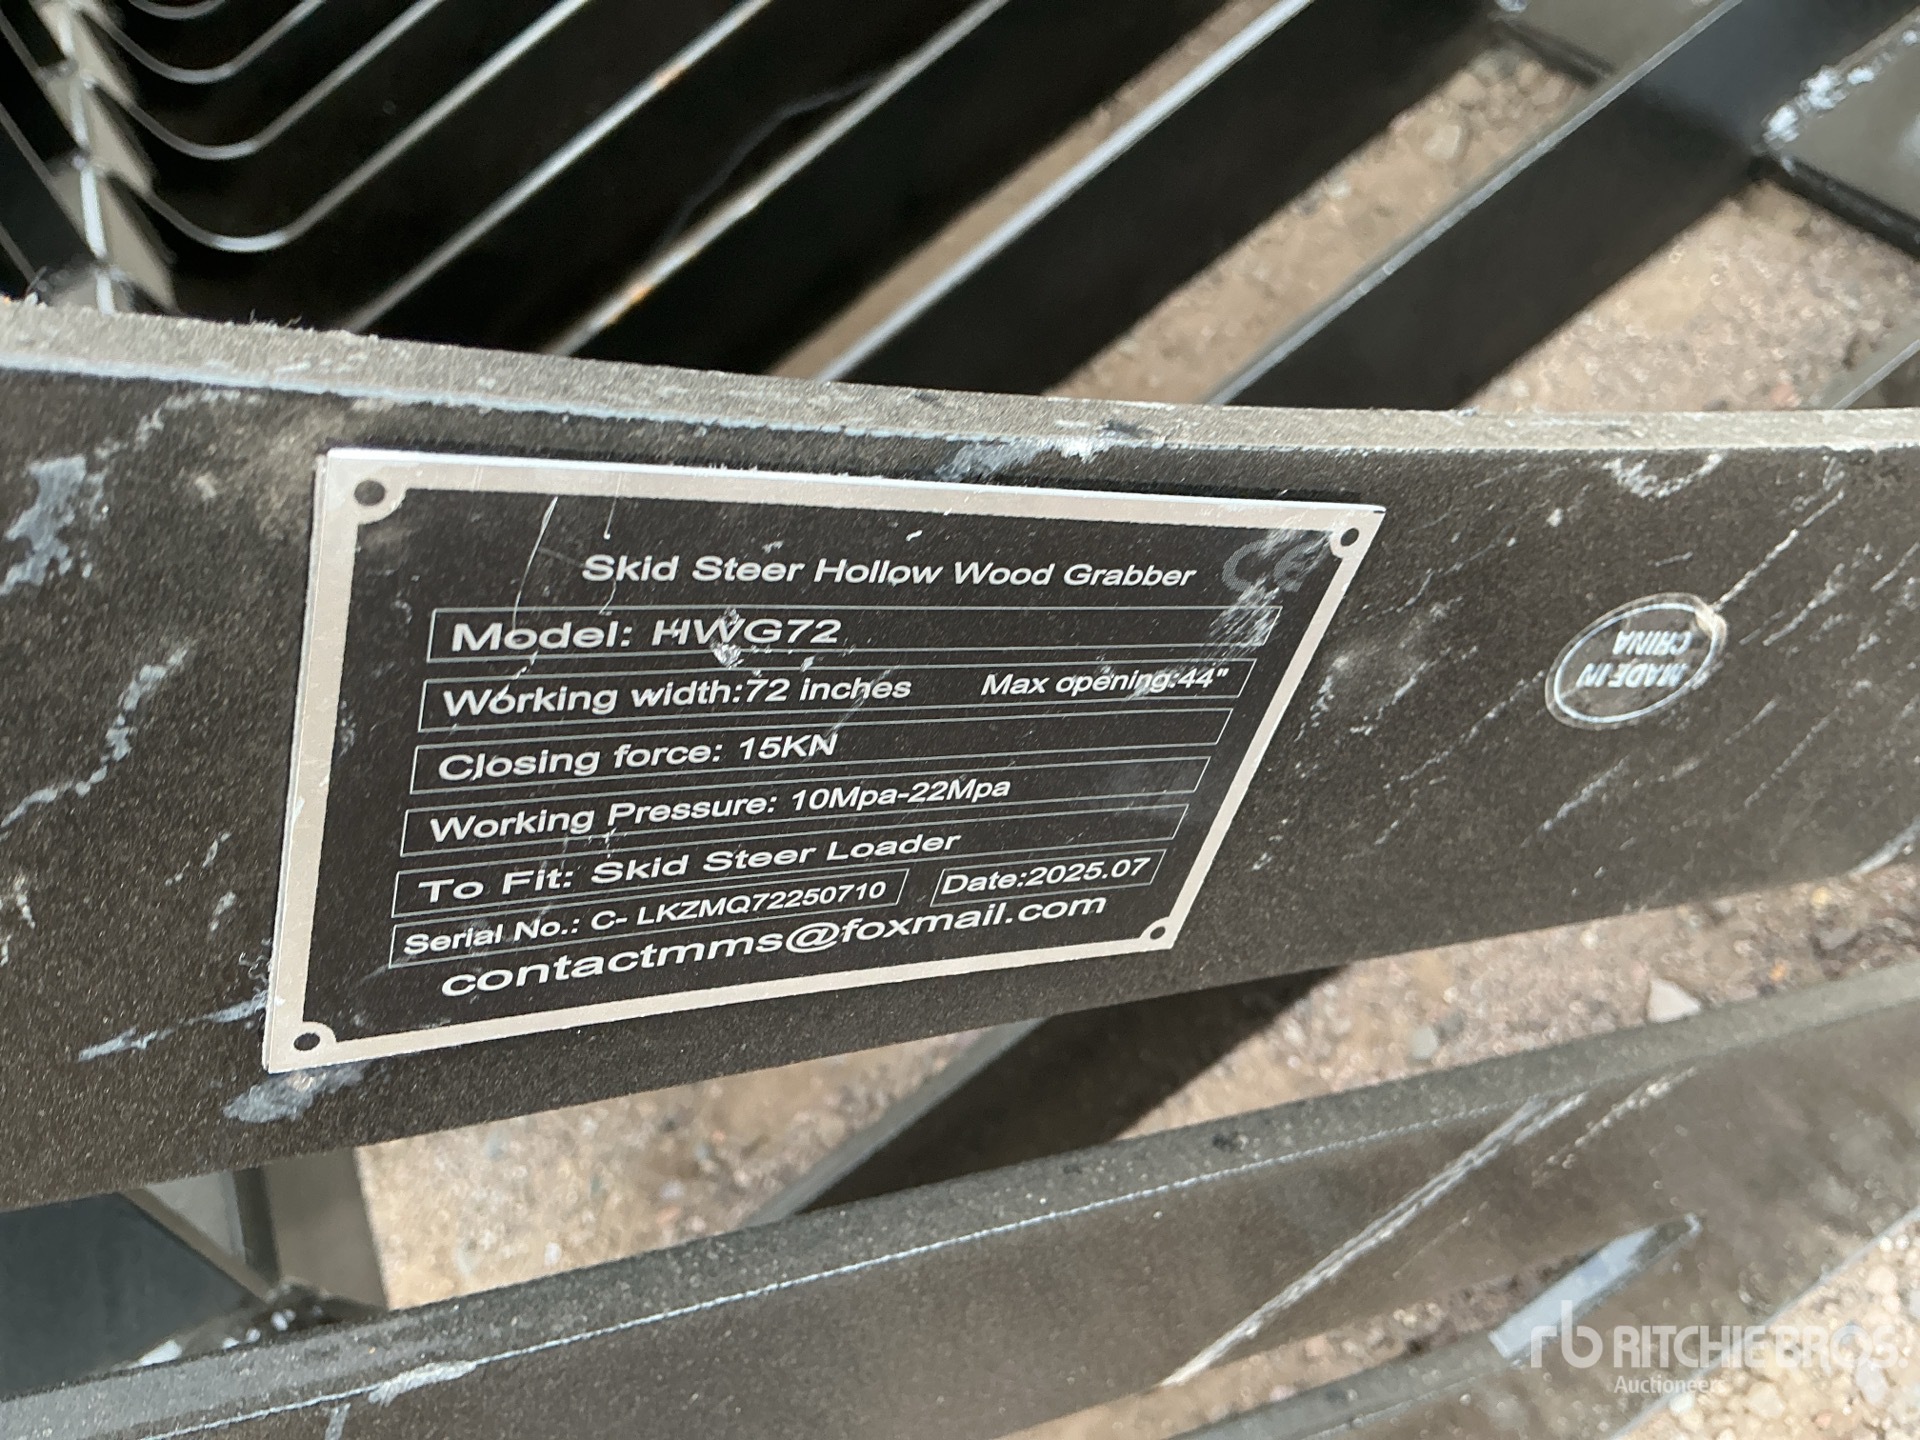 Skid Steer Hollow Wood Grabber CE
Model: HWG72
Working width:72 inches Max opening:44"
Closing force: 15KN
Working Pressure: 10Mpa-22Mpa
To Fit: Skid Steer Loader
Serial No.: C- LKZMQ72250710 Date:2025.07
contactmms@foxmail.com
MADE IN
CHINA
rb RITCHIE BROS.
Auctioneers